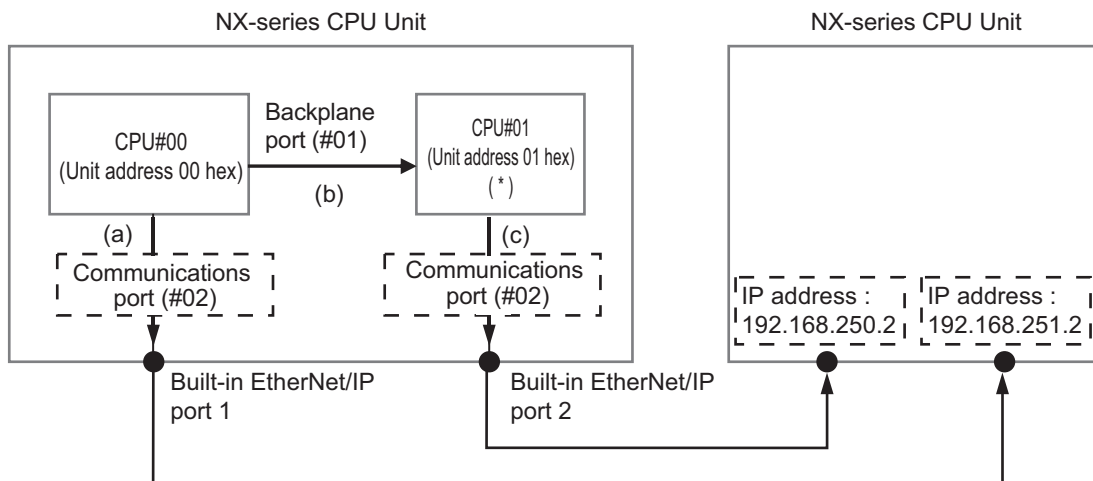 NX-series CPU Unit
NX-series CPU Unit
CPU#00
(Unit address 00 hex)
Backplane
port (#01)
(b)
CPU#01
(Unit address 01 hex)
( * )
(a)
(c)
Communications
port (#02)
Communications
port (#02)
IP address :
192.168.250.2
IP address :
192.168.251.2
Built-in EtherNet/IP
port 1
Built-in EtherNet/IP
port 2